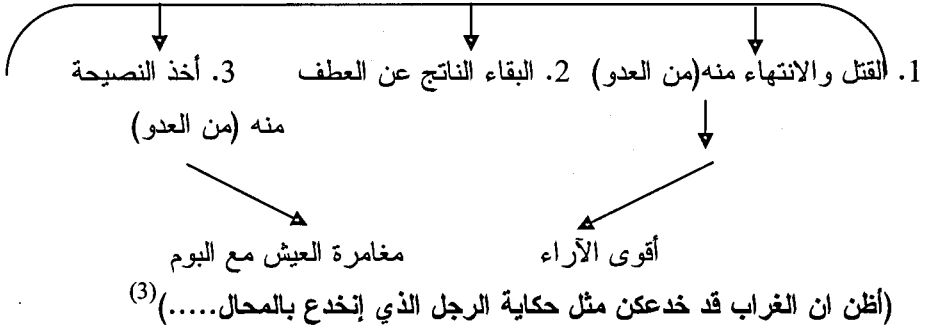 1. القتل والانتهاء منه(من العدو) 2. البقاء الناتج عن العطف 3. أخذ النصيحة
منه (من العدو)
أقوى الآراء مغامرة العيش مع البوم
(أظن ان الغراب قد خدعكن مثل حكاية الرجل الذي إنخدع بالمحال.....)(3)